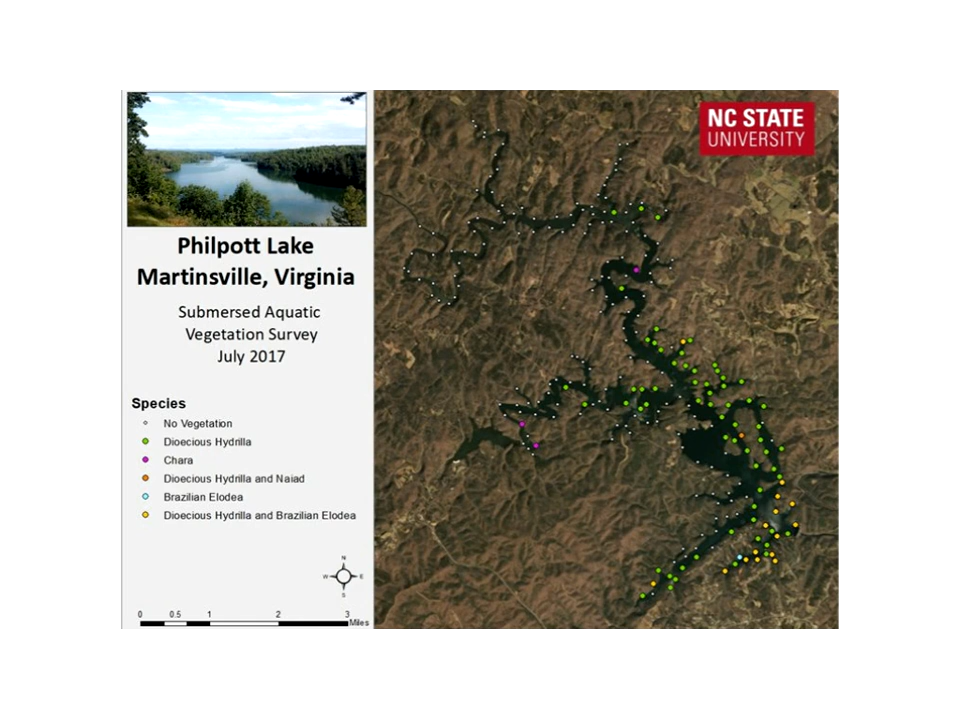 NC STATE
UNIVERSITY
Philpott Lake
Martinsville, Virginia
Submersed Aquatic
Vegetation Survey
July 2017
Species
No Vegetation
Dioecious Hydrilla
Chara
Dioecious Hydrilla and Naiad
Brazilian Elodea
Dioecious Hydrilla and Brazilian Elodea
N
W E
S
0 0.5 1 2 3
Miles